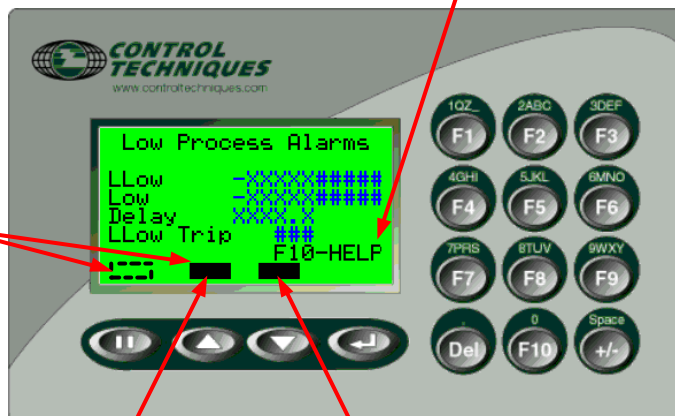 CONTROL
TECHNIQUES
www.controltechniques.com
Low Process Alarms
LLow -XXXXX#####
Low -XXXXX#####
Delay XXXX.X
LLow Trip ###
F10-HELP
1QZ_ 2ABC 3DEF
F1 F2 F3
4GHI 5JKL 6MNO
F4 F5 F6
7PRS 8TUV 9WXY
F7 F8 F9
. 0 Space
Del F10 +/-